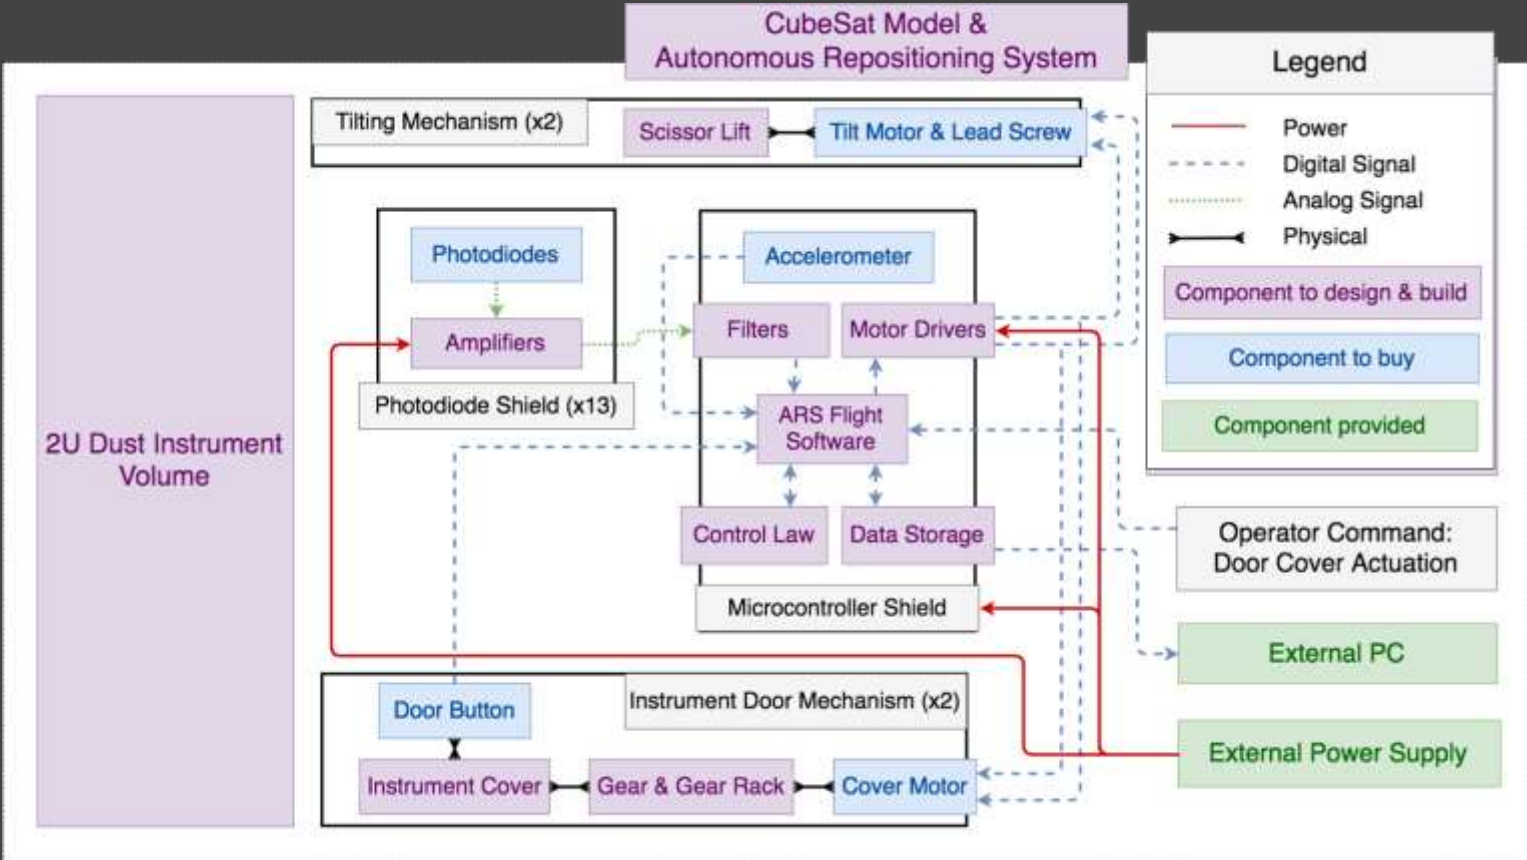 CubeSat Model &
Autonomous Repositioning System
Legend
Power
Digital Signal
Analog Signal
Physical
Component to design & build
Component to buy
Component provided
2U Dust Instrument
Volume
Tilting Mechanism (x2)
Scissor Lift
Tilt Motor & Lead Screw
Photodiodes
Amplifiers
Photodiode Shield (x13)
Accelerometer
Filters
Motor Drivers
ARS Flight
Software
Control Law
Data Storage
Microcontroller Shield
Operator Command:
Door Cover Actuation
External PC
External Power Supply
Door Button
Instrument Door Mechanism (x2)
Instrument Cover
Gear & Gear Rack
Cover Motor